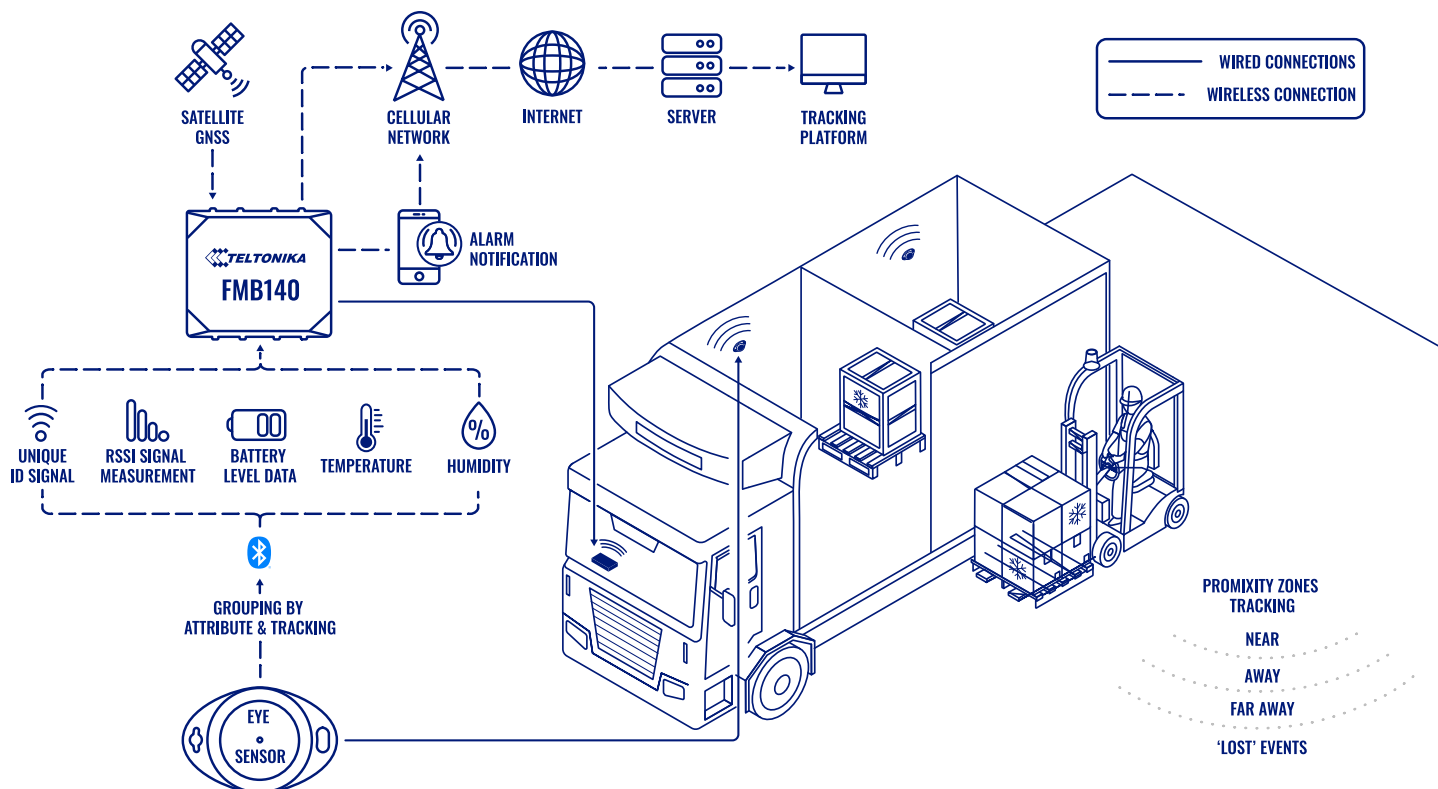 SATELLITE
GNSS
CELLULAR
NETWORK
INTERNET
SERVER
TRACKING
PLATFORM
WIRED CONNECTIONS
WIRELESS CONNECTION
TELTONIKA
FMB140
ALARM
NOTIFICATION
UNIQUE
ID SIGNAL
RSSI SIGNAL
MEASUREMENT
BATTERY
LEVEL DATA
TEMPERATURE
%
HUMIDITY
GROUPING BY
ATTRIBUTE & TRACKING
EYE
SENSOR
PROMIXITY ZONES
TRACKING
NEAR
AWAY
FAR AWAY
'LOST' EVENTS